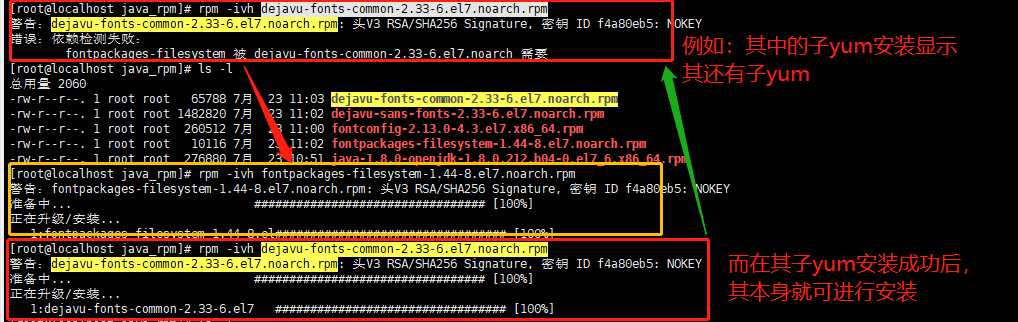 [root@localhost java_rpm]# rpm -ivh dejavu-fonts-common-2.33-6.el7.noarch.rpm
警告：dejavu-fonts-common-2.33-6.el7.noarch.rpm: 头V3 RSA/SHA256 Signature, 密钥 ID f4a80eb5: NOKEY
错误：依赖检测失败：
fontpackages-filesystem 被 dejavu-fonts-common-2.33-6.el7.noarch 需要
[root@localhost java_rpm]# ls -l
总用量 2060
-rw-r--r--. 1 root root 65788 7月 23 11:03 dejavu-fonts-common-2.33-6.el7.noarch.rpm
-rw-r--r--. 1 root root 1482820 7月 23 11:02 dejavu-sans-fonts-2.33-6.el7.noarch.rpm
-rw-r--r--. 1 root root 260512 7月 23 11:00 fontconfig-2.13.0-4.3.el7.x86_64.rpm
-rw-r--r--. 1 root root 10116 7月 23 11:02 fontpackages-filesystem-1.44-8.el7.noarch.rpm
-rw-r--r--. 1 root root 276880 7月 23 10:51 java-1.8.0-openjdk-1.8.0.212.b04-0.el7_6.x86_64.rpm
[root@localhost java_rpm]# rpm -ivh fontpackages-filesystem-1.44-8.el7.noarch.rpm
警告：fontpackages-filesystem-1.44-8.el7.noarch.rpm: 头V3 RSA/SHA256 Signature, 密钥 ID f4a80eb5: NOKEY
准备中... ################################# [100%]
正在升级/安装...
1:fontpackages-filesystem-1.44-8.el################################# [100%]
[root@localhost java_rpm]# rpm -ivh dejavu-fonts-common-2.33-6.el7.noarch.rpm
警告：dejavu-fonts-common-2.33-6.el7.noarch.rpm: 头V3 RSA/SHA256 Signature, 密钥 ID f4a80eb5: NOKEY
准备中... ################################# [100%]
正在升级/安装...
1:dejavu-fonts-common-2.33-6.el7 ################################# [100%]
例如：其中的子yum安装显示
其还有子yum
而在其子yum安装成功后，
其本身就可进行安装